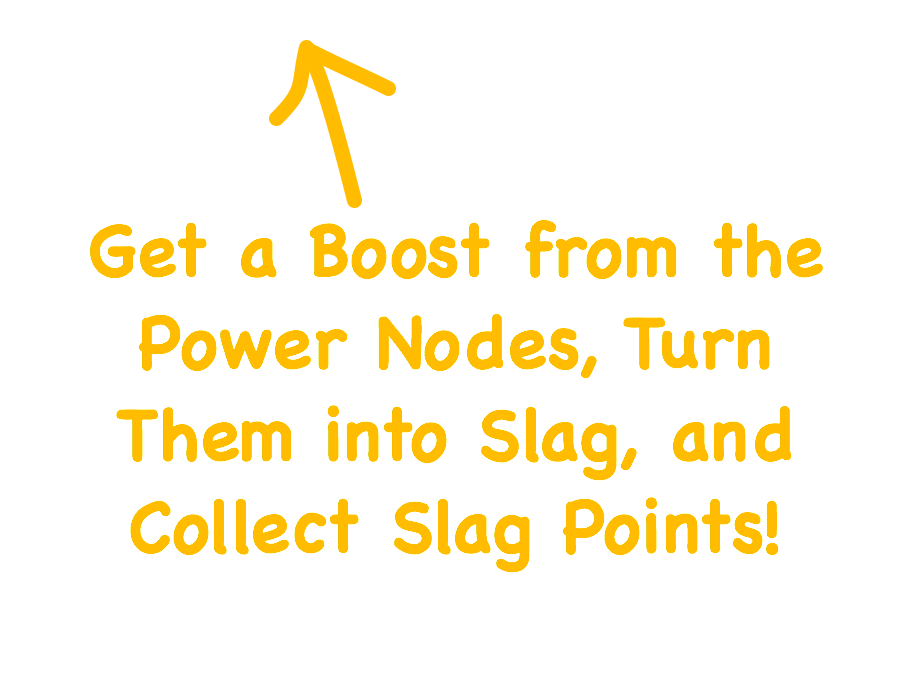 Get a Boost from the
Power Nodes, Turn
Them into Slag, and
Collect Slag Points!